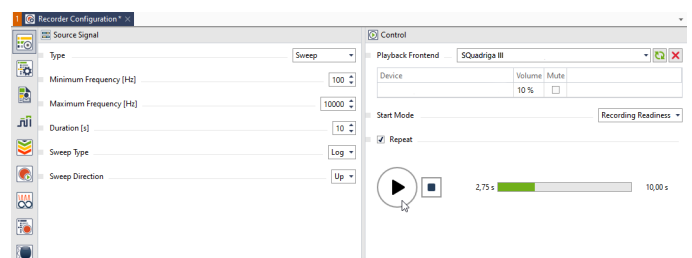 1 Recorder Configuration* ×
Source Signal
Type Sweep
Minimum Frequency [Hz] 100
Maximum Frequency [Hz] 10000
Duration [s] 10
Sweep Type Log
Sweep Direction Up
Control
Playback Frontend SQuadriga III
Device Volume Mute
10 %
Start Mode Recording Readiness
Repeat
2,75 s 10,00 s